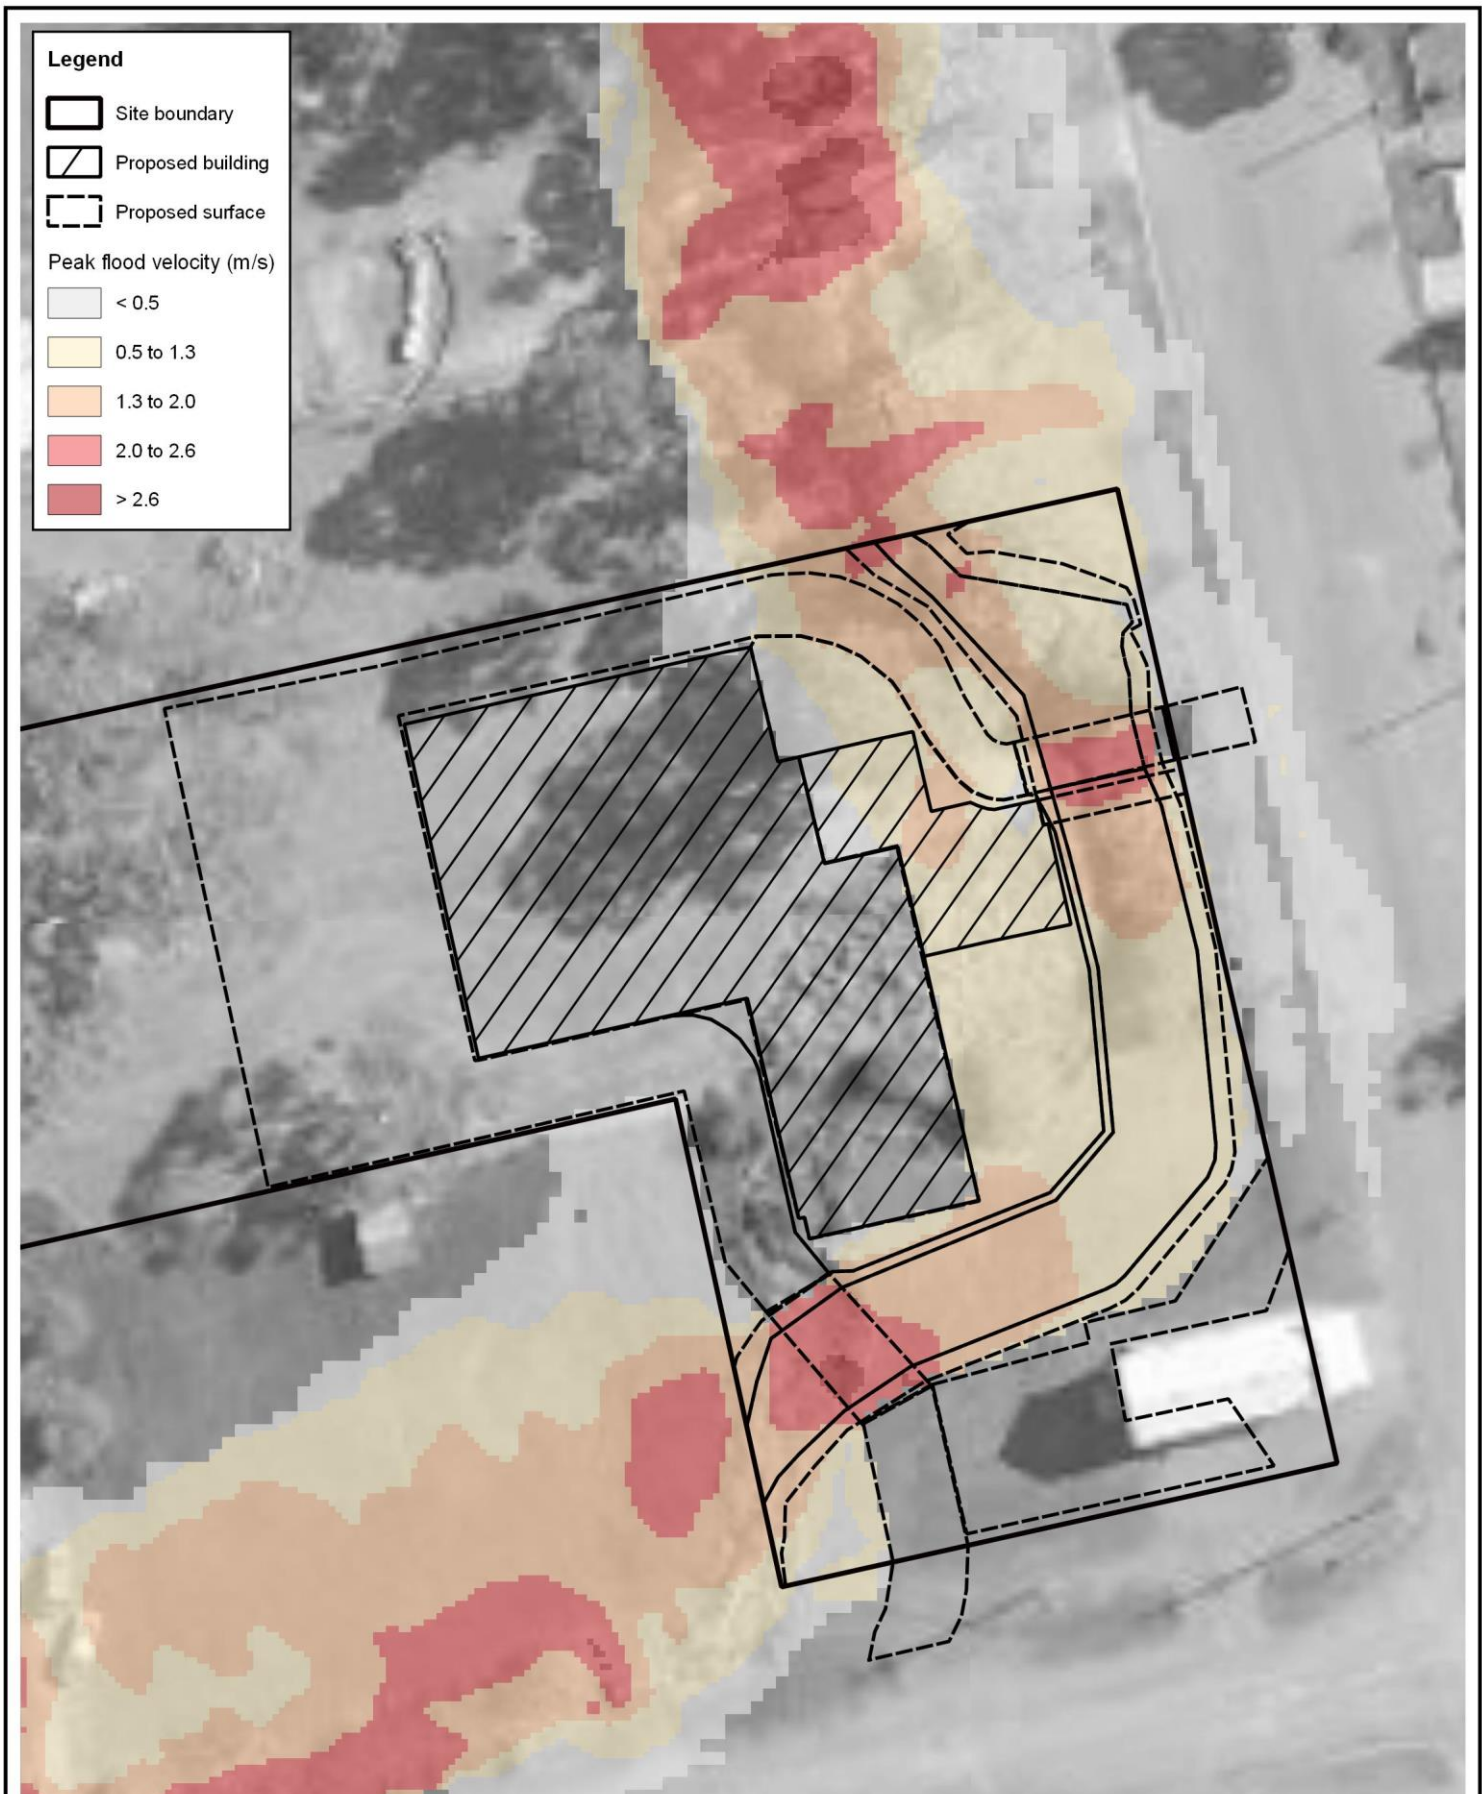 Legend
Site boundary
Proposed building
Proposed surface
Peak flood velocity (m/s)
< 0.5
0.5 to 1.3
1.3 to 2.0
2.0 to 2.6
> 2.6